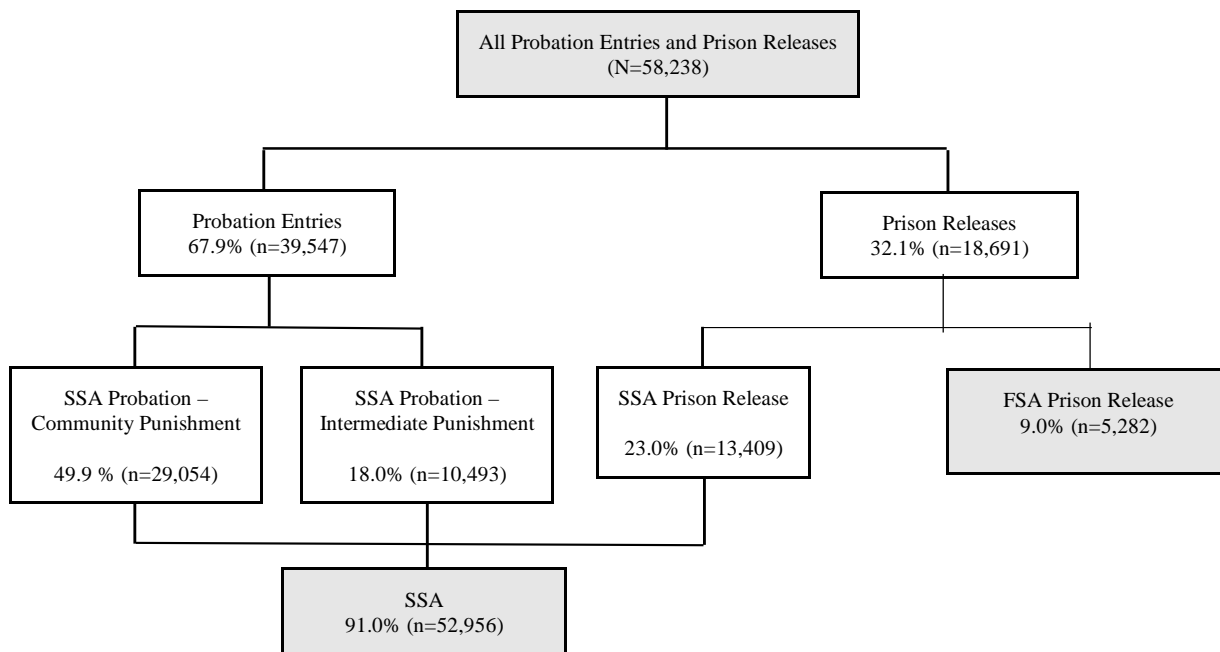 All Probation Entries and Prison Releases
(N=58,238)
Probation Entries
67.9% (n=39,547)
Prison Releases
32.1% (n=18,691)
SSA Probation –
Community Punishment
49.9 % (n=29,054)
SSA Probation –
Intermediate Punishment
18.0% (n=10,493)
SSA Prison Release
23.0% (n=13,409)
FSA Prison Release
9.0% (n=5,282)
SSA
91.0% (n=52,956)